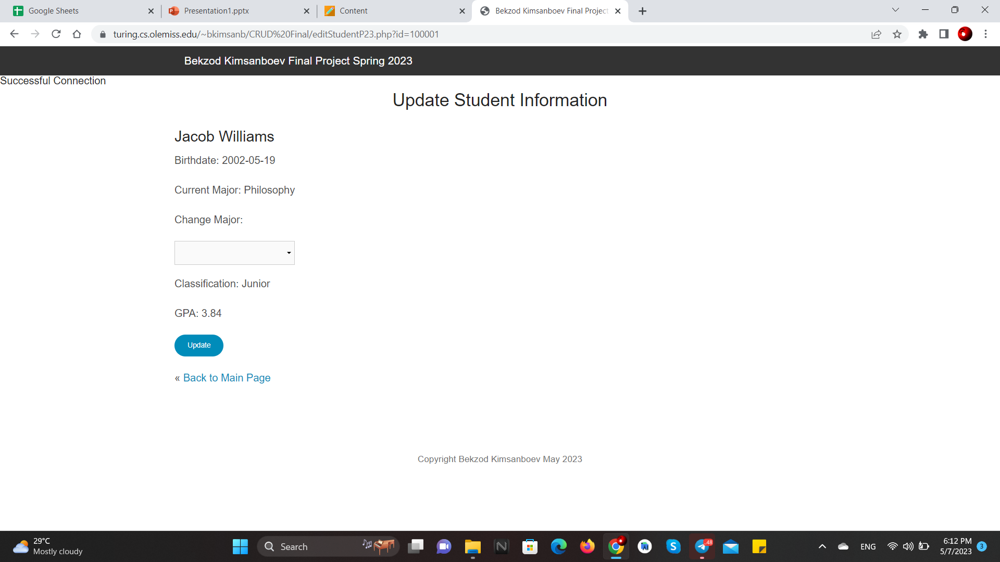 Google Sheets
Presentation1.pptx
Content
Bekzod Kimsanboev Final Project
turing.cs.olemiss.edu/~bkimsanb/CRUD%20Final/editStudentP23.php?id=100001
Bekzod Kimsanboev Final Project Spring 2023
Successful Connection
Update Student Information
Jacob Williams
Birthdate: 2002-05-19
Current Major: Philosophy
Change Major:
Classification: Junior
GPA: 3.84
Update
« Back to Main Page
Copyright Bekzod Kimsanboev May 2023
29°C
Mostly cloudy
Search
48
ENG
6:12 PM
5/7/2023
3